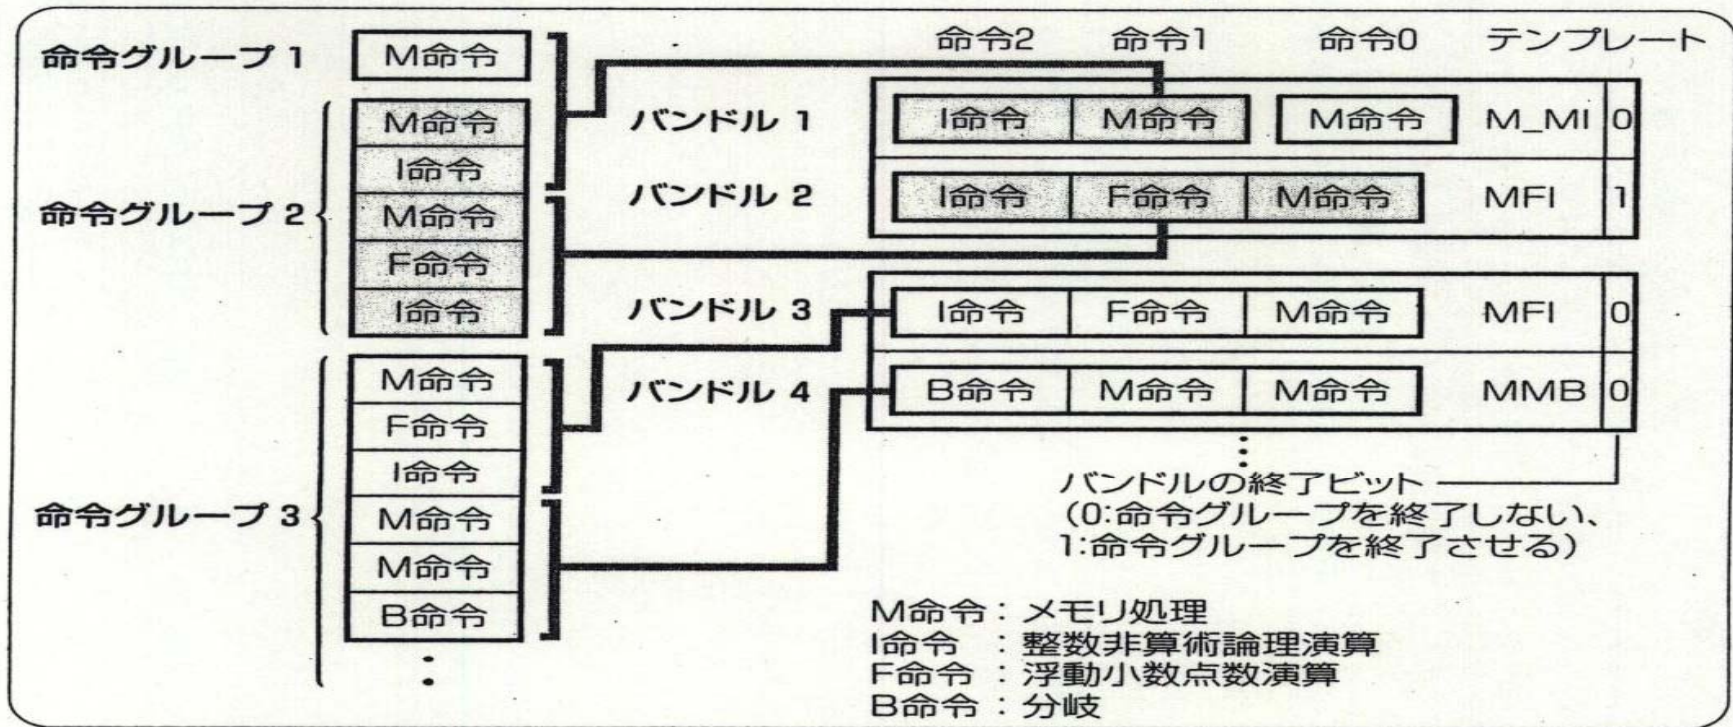 命令グループ 1
M命令
命令グループ 2
M命令
I命令
M命令
F命令
I命令
命令グループ 3
M命令
F命令
I命令
M命令
M命令
B命令
命令2 命令1 命令0 テンプレート
バンドル 1 I命令 M命令 M命令 M_MI 0
バンドル 2 I命令 F命令 M命令 MFI 1
バンドル 3 I命令 F命令 M命令 MFI 0
バンドル 4 B命令 M命令 M命令 MMB 0
バンドルの終了ビット
(0:命令グループを終了しない、
1:命令グループを終了させる)
M命令:メモリ処理
I命令 :整数非算術論理演算
F命令 :浮動小数点数演算
B命令 :分岐